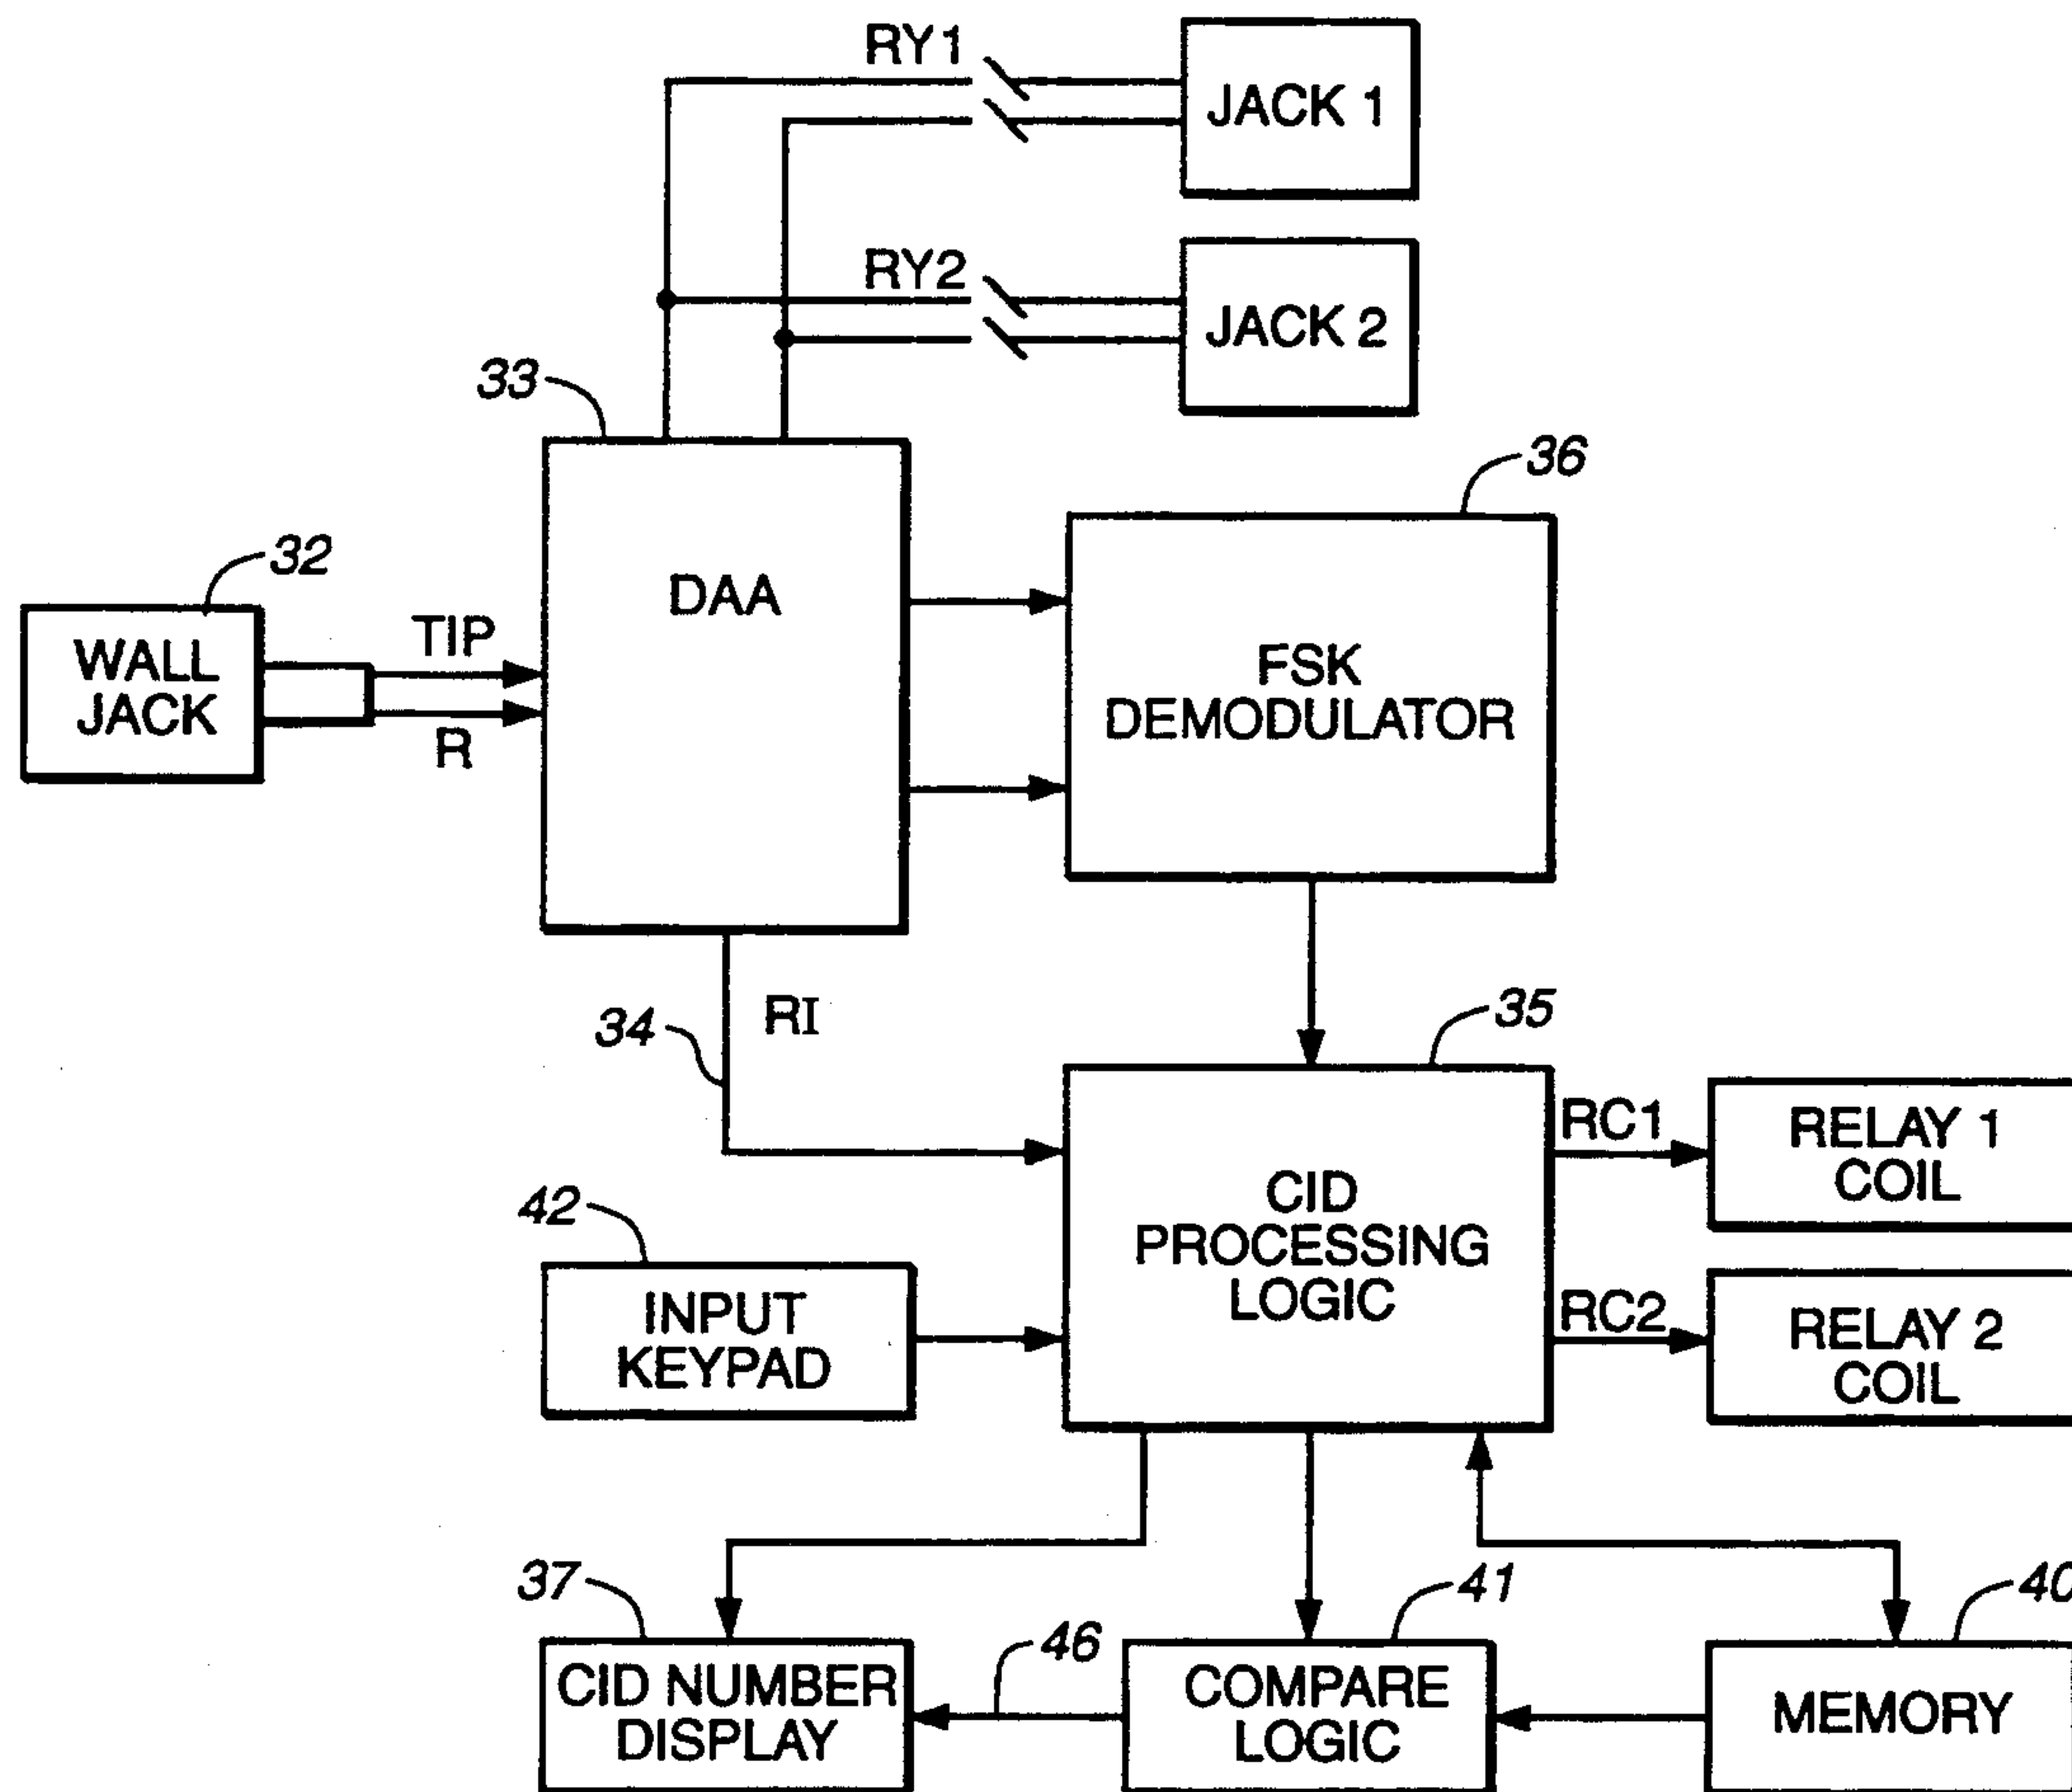 RY1
JACK 1
RY2
JACK 2
33
36
32
WALL
JACK
TIP
R
DAA
FSK
DEMODULATOR
34
RI
35
CID
PROCESSING
LOGIC
RC1
RELAY 1
COIL
42
INPUT
KEYPAD
RC2
RELAY 2
COIL
37
CID NUMBER
DISPLAY
46
41
COMPARE
LOGIC
40
MEMORY